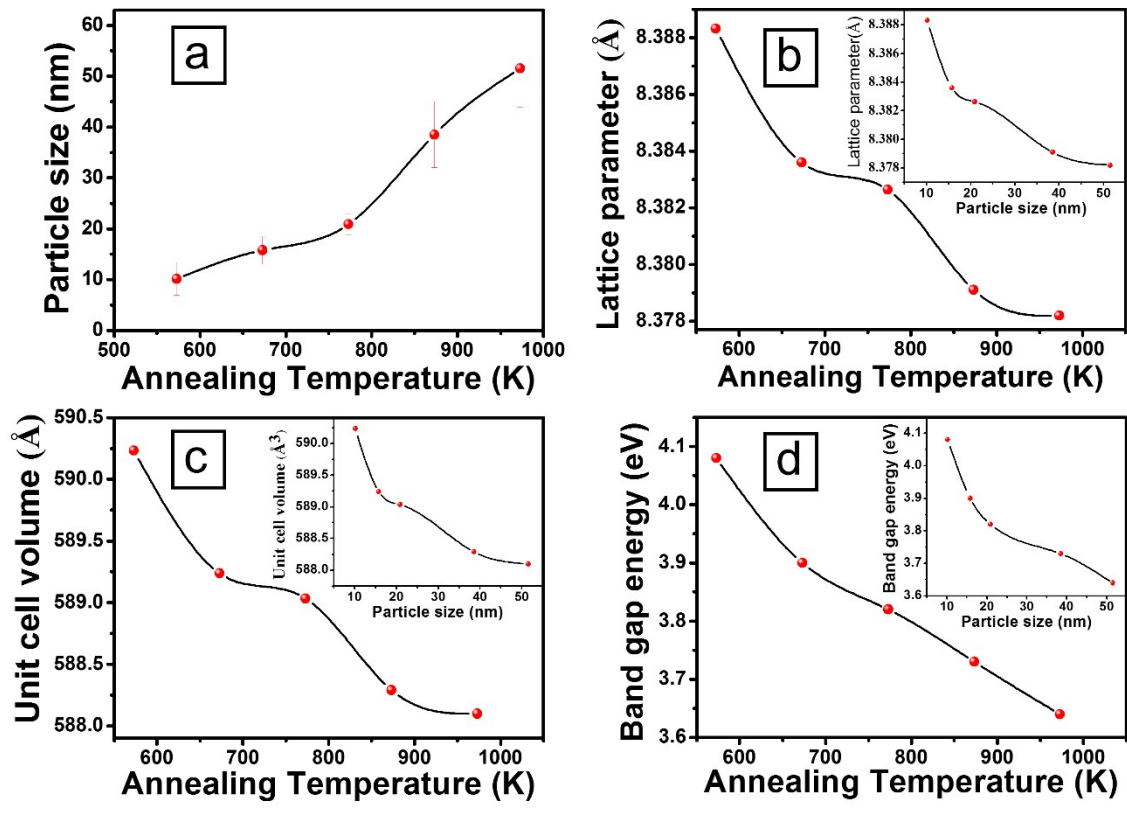 a
Particle size (nm)
60
50
40
30
20
10
0
500 600 700 800 900 1000
Annealing Temperature (K)
b
Lattice parameter (Å)
8.388
8.386
8.384
8.382
8.380
8.378
600 700 800 900 1000
Annealing Temperature (K)
Lattice parameter(Å)
8.388
8.386
8.384
8.382
8.380
8.378
10 20 30 40 50
Particle size (nm)
c
Unit cell volume (Å)
590.5
590.0
589.5
589.0
588.5
588.0
600 700 800 900 1000
Annealing Temperature (K)
Unit cell volume (Å³)
590.0
589.5
589.0
588.5
588.0
10 20 30 40 50
Particle size (nm)
d
Band gap energy (eV)
4.1
4.0
3.9
3.8
3.7
3.6
600 700 800 900 1000
Annealing Temperature (K)
Band gap energy (eV)
4.1
4.0
3.9
3.8
3.7
3.6
10 20 30 40 50
Particle size (nm)